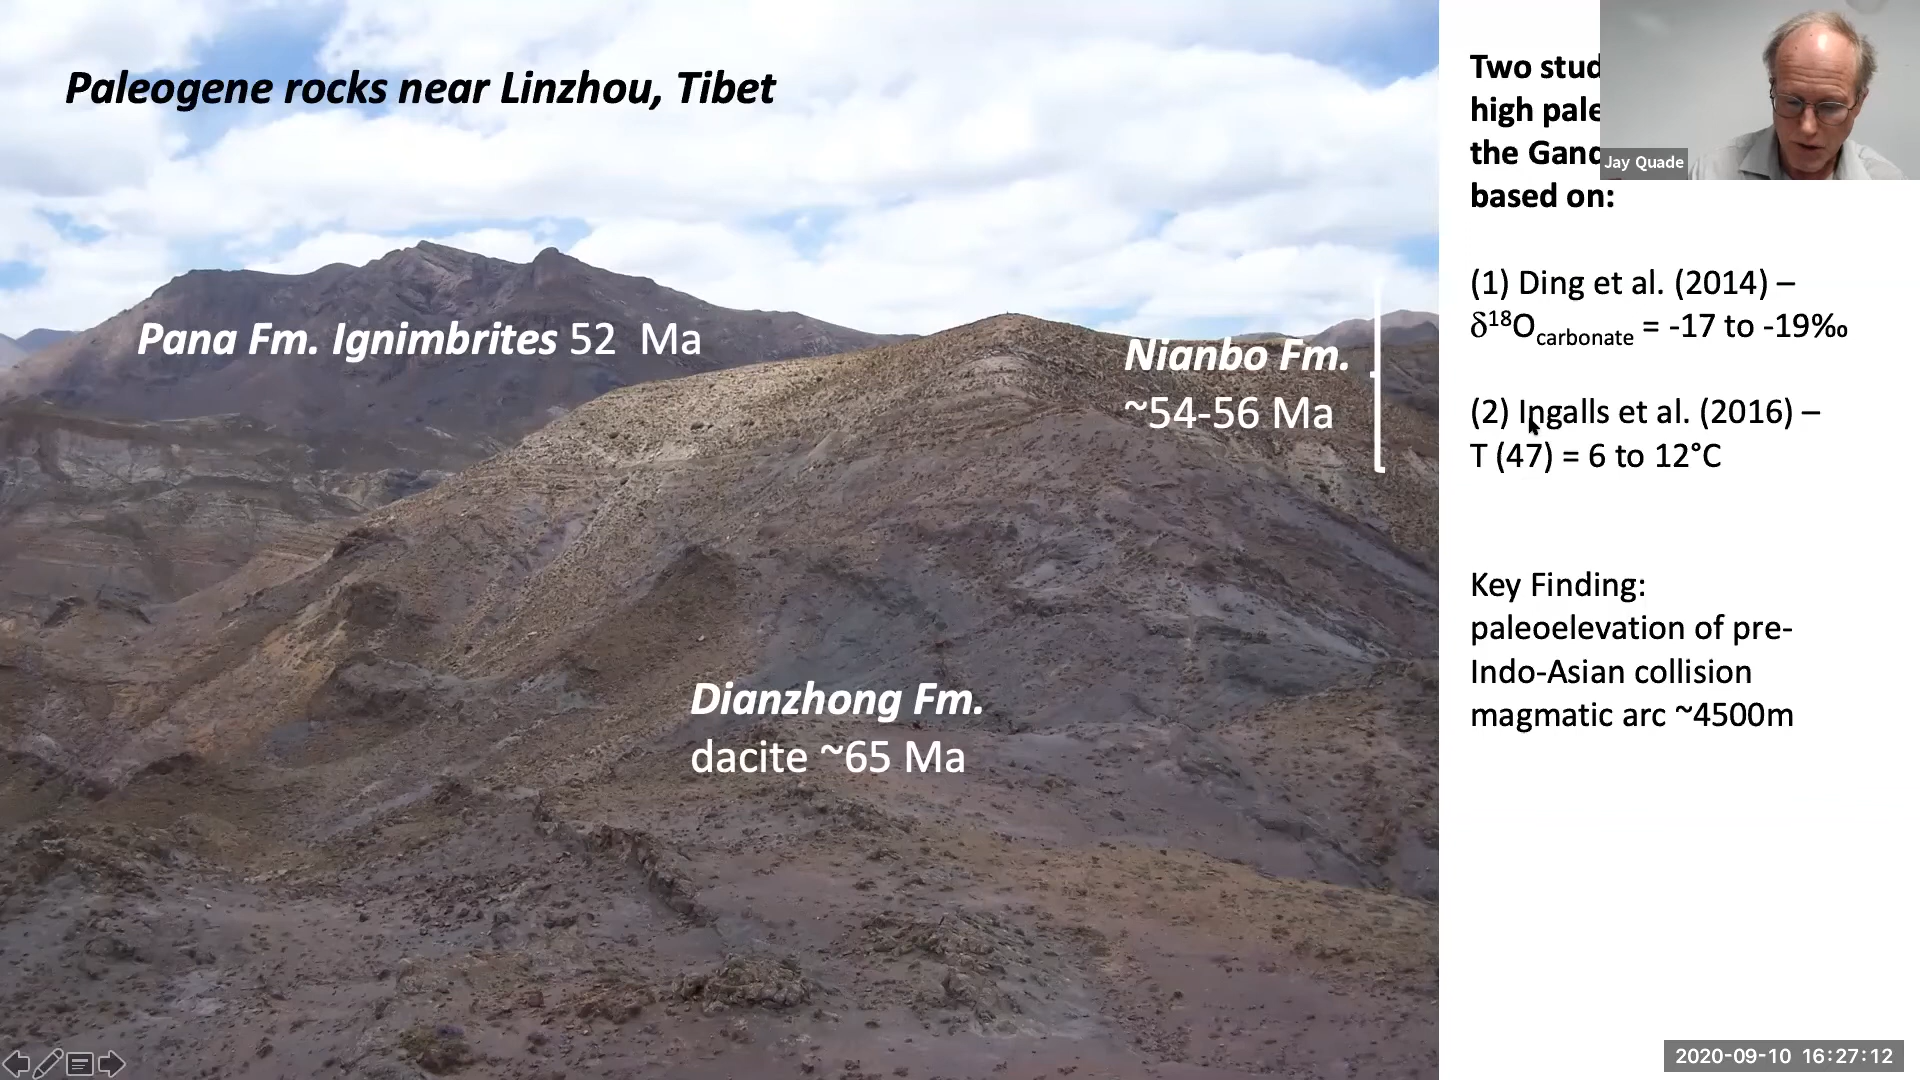 Paleogene rocks near Linzhou, Tibet
Pana Fm. Ignimbrites 52 Ma
Nianbo Fm.
~54-56 Ma
Dianzhong Fm.
dacite ~65 Ma
Two
high
the
based on:
(1) Ding et al. (2014) –
δ¹⁸Ocarbonate = -17 to -19‰
(2) Ingalls et al. (2016) –
T (47) = 6 to 12°C
Key Finding:
paleoelevation of pre-
Indo-Asian collision
magmatic arc ~4500m
Jay Quade
2020-09-10 16:27:12